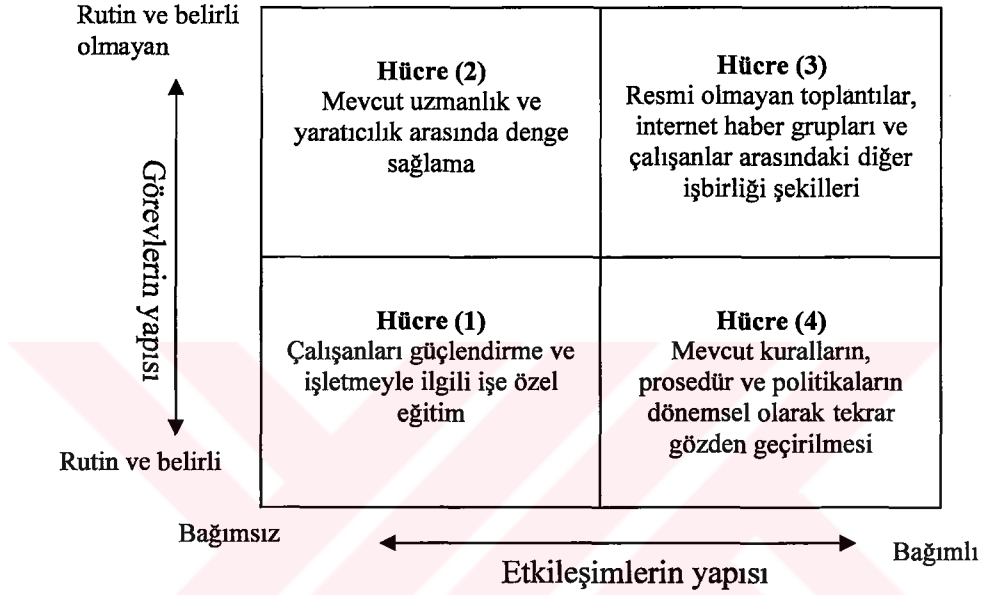 Rutin ve belirli
olmayan
Hücre (2)
Mevcut uzmanlık ve
yaratıcılık arasında denge
sağlama
Hücre (3)
Resmi olmayan toplantılar,
internet haber grupları ve
çalışanlar arasındaki diğer
işbirliği şekilleri
Görevlerin yapısı
Hücre (1)
Çalışanları güçlendirme ve
işletmeyle ilgili işe özel
eğitim
Hücre (4)
Mevcut kuralların,
prosedür ve politikaların
dönemsel olarak tekrar
gözden geçirilmesi
Rutin ve belirli
Bağımsız
Bağımlı
Etkileşimlerin yapısı